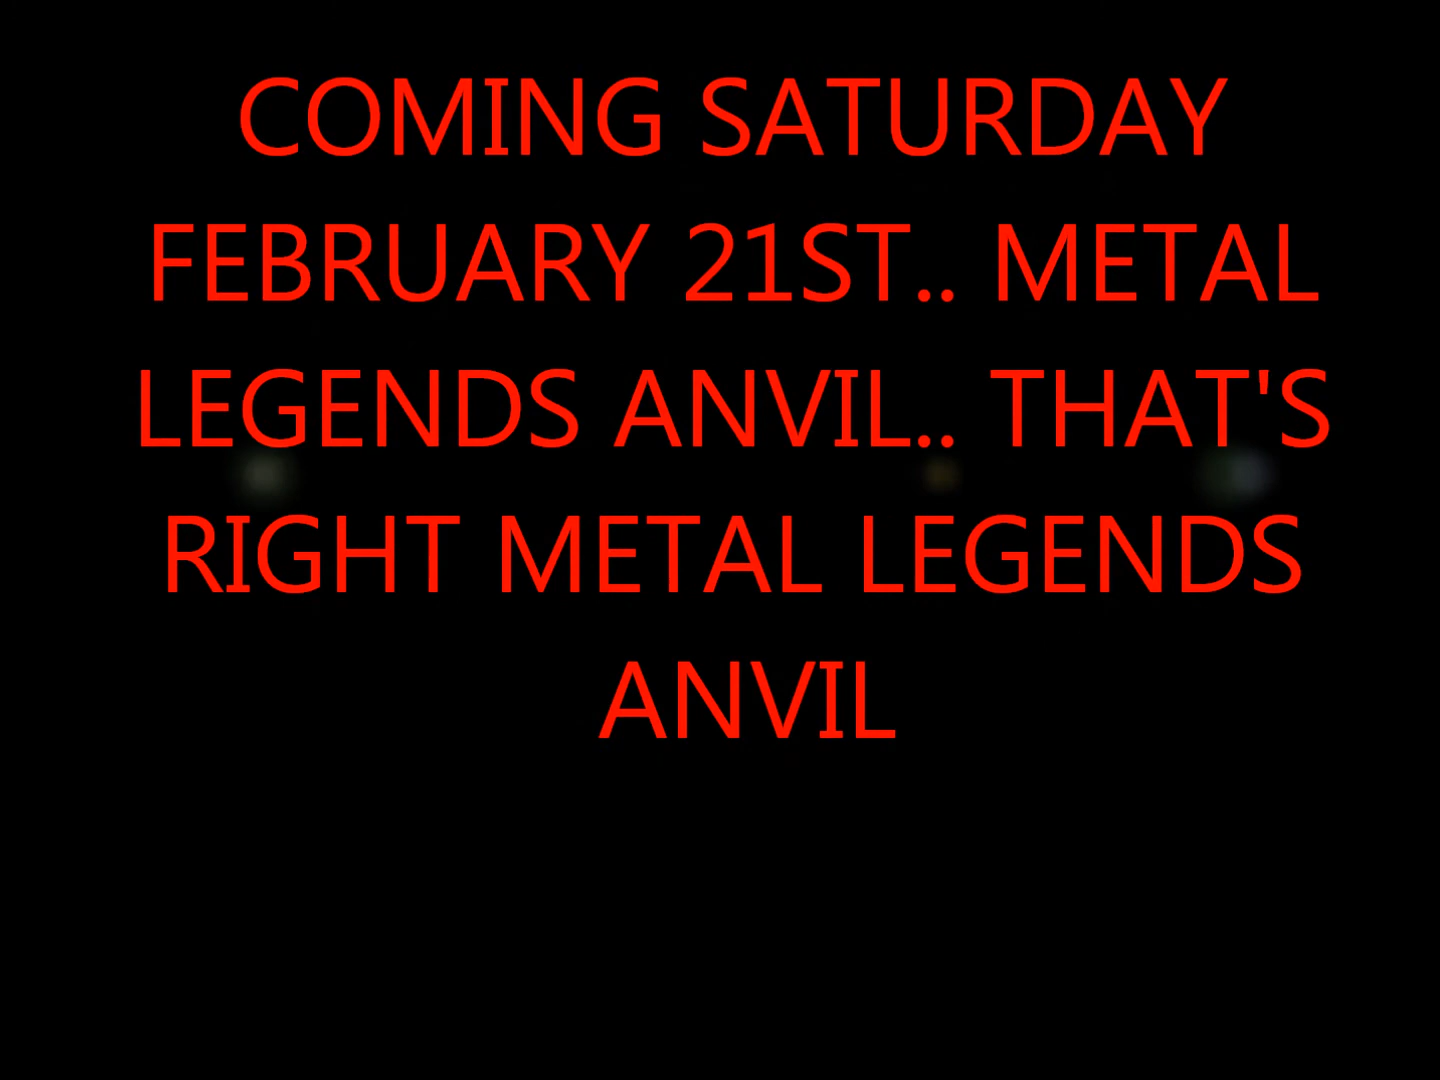 COMING SATURDAY
FEBRUARY 21ST.. METAL
LEGENDS ANVIL.. THAT'S
RIGHT METAL LEGENDS
ANVIL